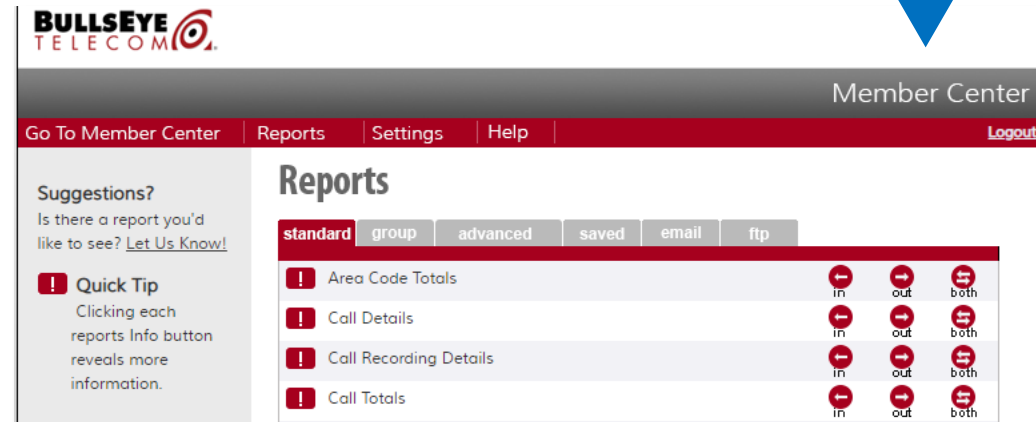 BULLSEYE
TELECOM
Member Center
Go To Member Center Reports Settings Help Logout
Suggestions?
Is there a report you'd
like to see? Let Us Know!
! Quick Tip
Clicking each
reports Info button
reveals more
information.
Reports
standard group advanced saved email ftp
! Area Code Totals in out both
! Call Details in out both
! Call Recording Details in out both
! Call Totals in out both